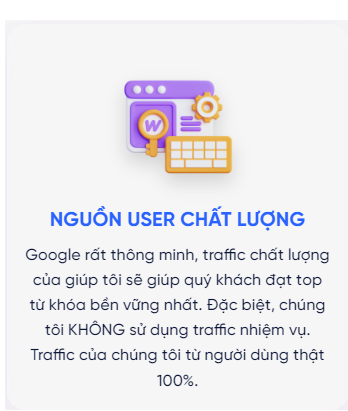 W
NGUỒN USER CHẤT LƯỢNG
Google rất thông minh, traffic chất lượng
của giúp tôi sẽ giúp quý khách đạt top
từ khóa bền vững nhất. Đặc biệt, chúng
tôi KHÔNG sử dụng traffic nhiệm vụ.
Traffic của chúng tôi từ người dùng thật
100%.